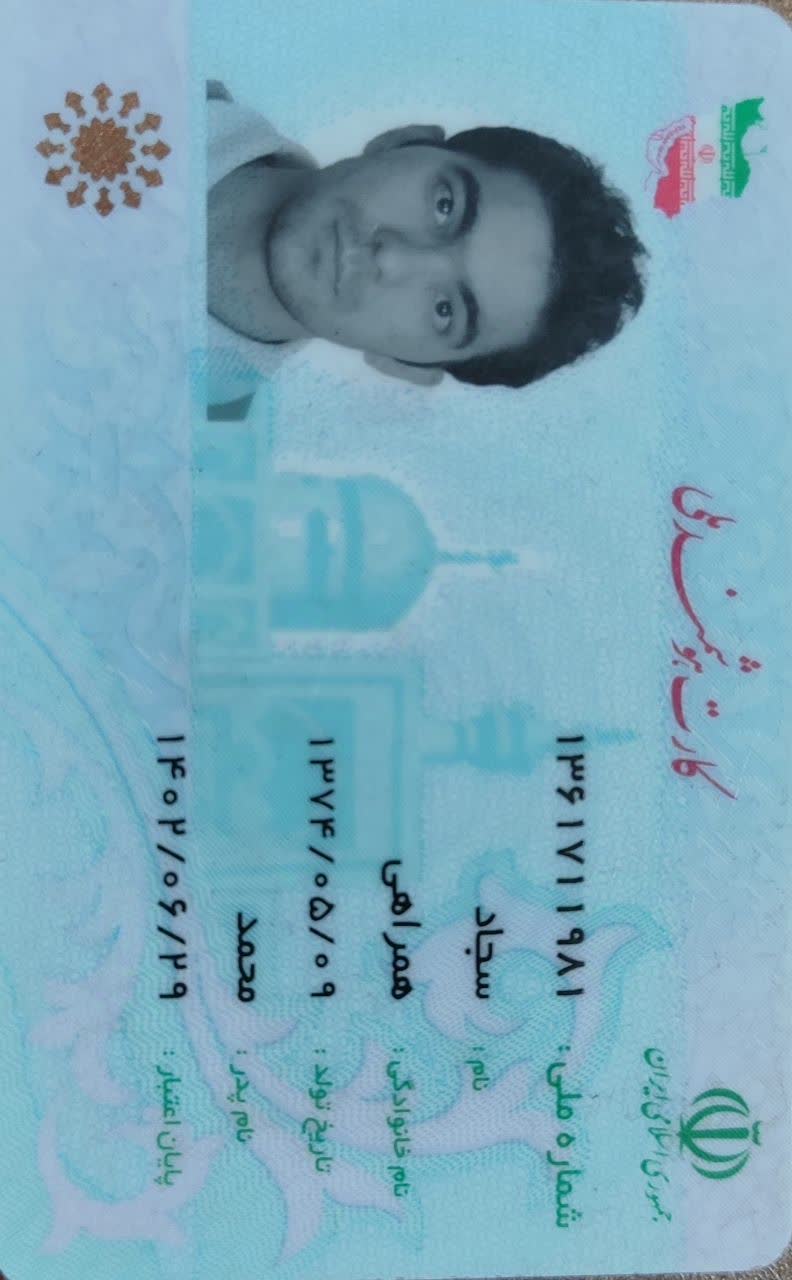 کارت هوشمند ملی
جمهوری اسلامی ایران
شماره ملی : ۱۳۶۱۷۱۱۹۸۱
نام : سجاد
نام خانوادگی : همراهی
تاریخ تولد : ۱۳۷۴/۰۵/۰۹
نام پدر : محمد
پایان اعتبار : ۱۴۰۲/۰۶/۲۹